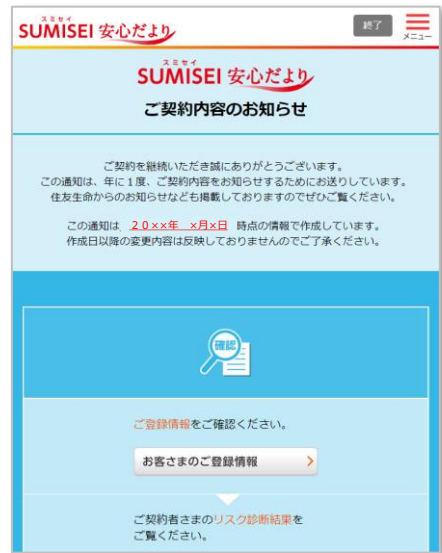 スミセイ
SUMiSEI 安心だより
終了
メニュー
スミセイ
SUMiSEI 安心だより
ご契約内容のお知らせ
ご契約を継続いただき誠にありがとうございます。
この通知は、年に1度、ご契約内容をお知らせするためにお送りしています。
住友生命からのお知らせなども掲載しておりますのでぜひご覧ください。
この通知は、20××年 ×月×日 時点の情報で作成しています。
作成日以降の変更内容は反映しておりませんのでご了承ください。
確認
ご登録情報をご確認ください。
お客さまのご登録情報
ご契約者さまのリスク診断結果を
ご覧ください。